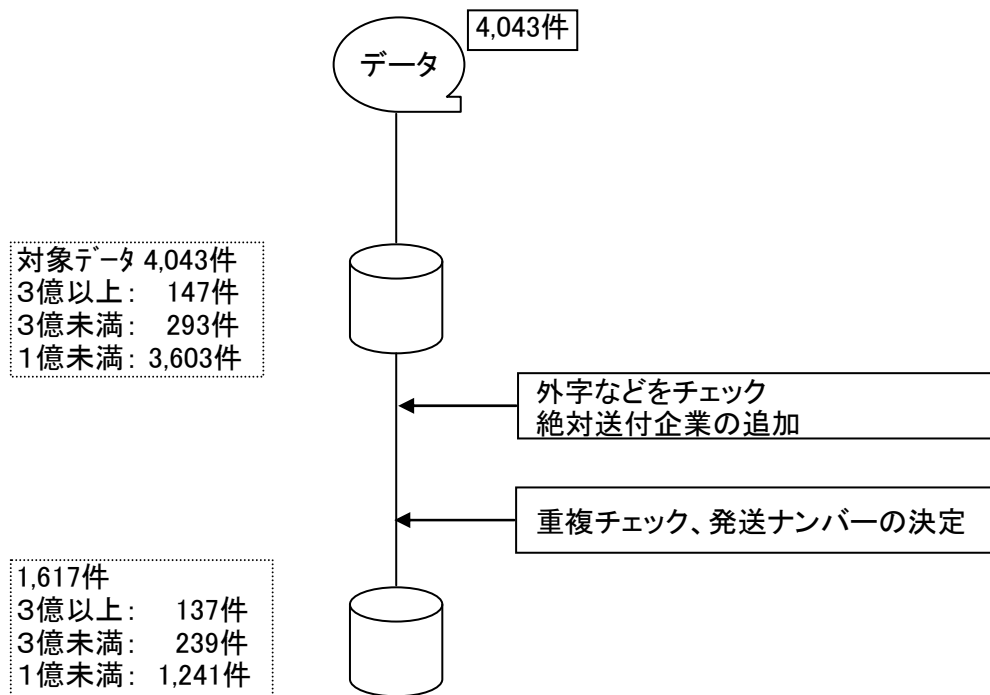 4,043件
データ
対象ﾃﾞｰﾀ 4,043件
3億以上: 147件
3億未満: 293件
1億未満: 3,603件
外字などをチェック
絶対送付企業の追加
重複チェック、発送ナンバーの決定
1,617件
3億以上: 137件
3億未満: 239件
1億未満: 1,241件